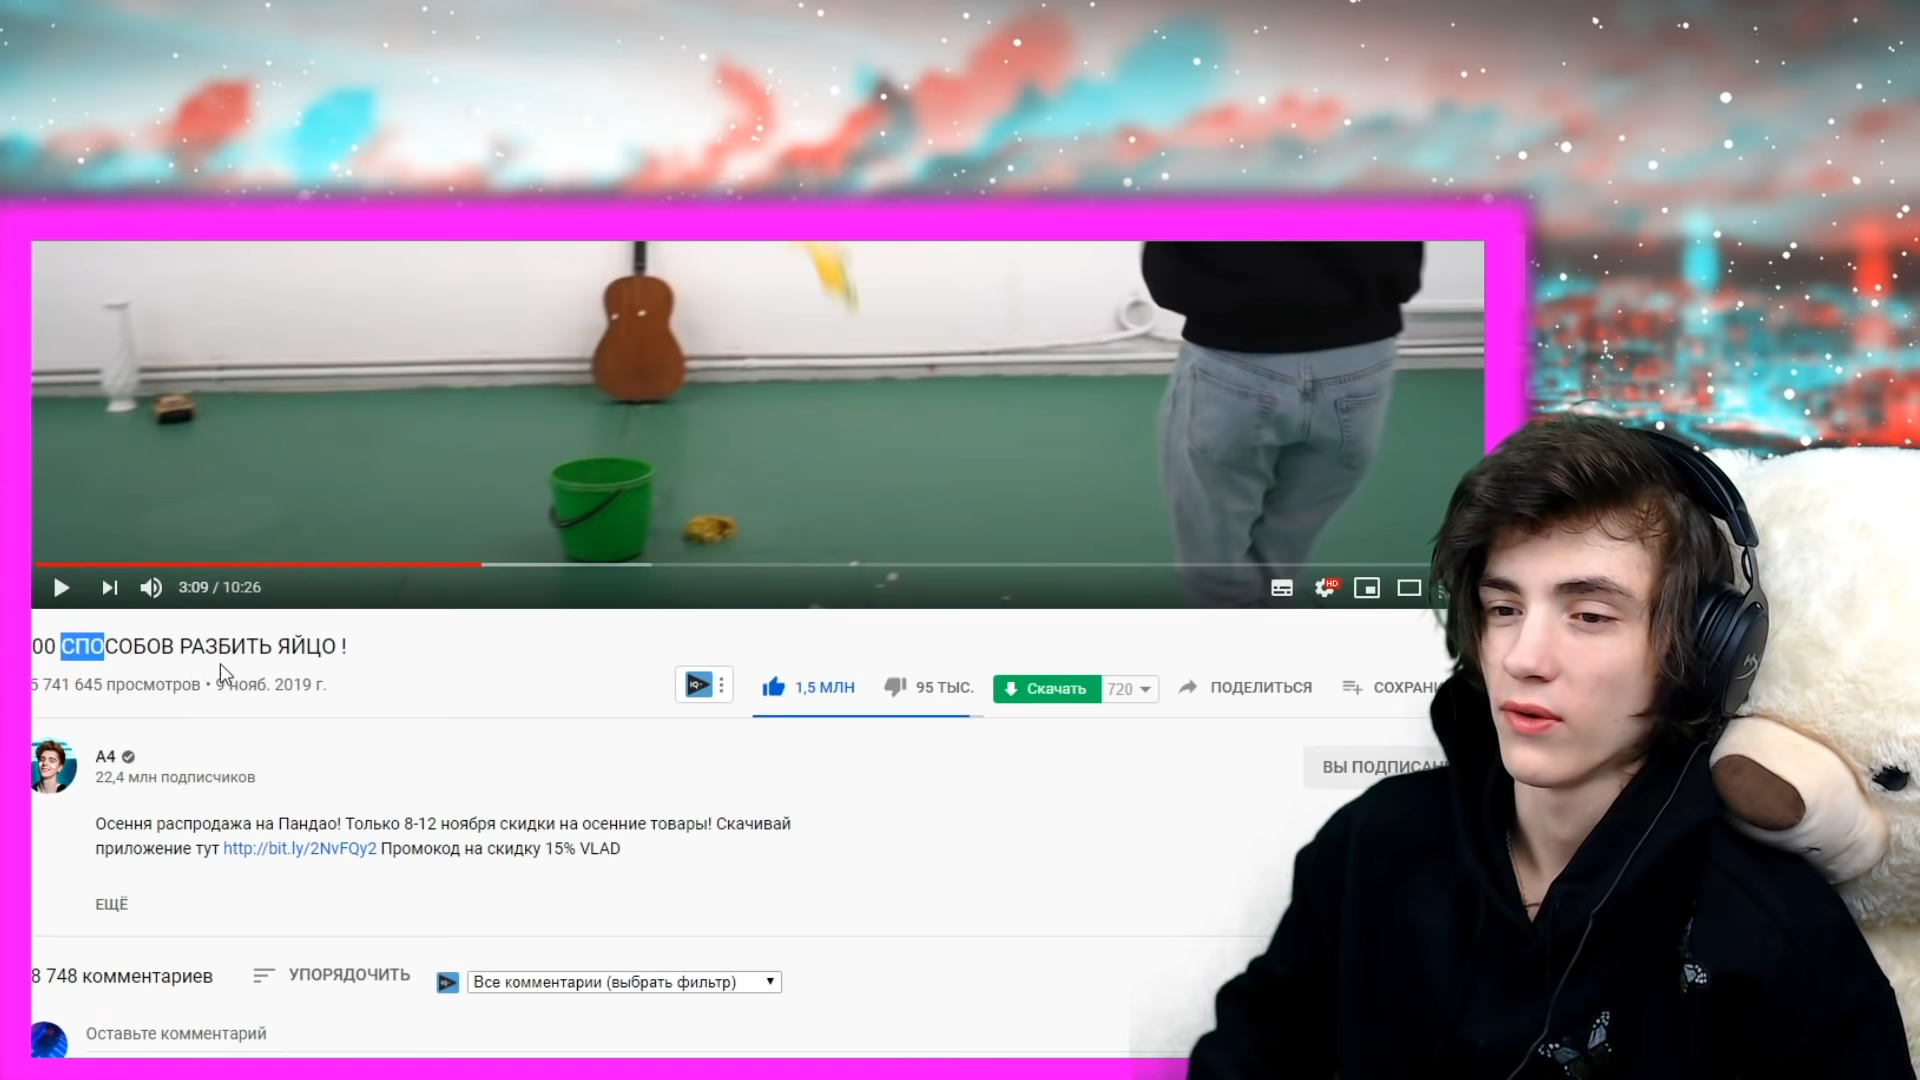 3:09 / 10:26
HD
00 СПОСОБОВ РАЗБИТЬ ЯЙЦО !
5 741 645 просмотров • 9 нояб. 2019 г.
1,5 МЛН
95 ТЫС.
Скачать
720
ПОДЕЛИТЬСЯ
СОХРАНИ
A4
22,4 млн подписчиков
ВЫ ПОДПИСАН
Осення распродажа на Пандао! Только 8-12 ноября скидки на осенние товары! Скачивай
приложение тут http://bit.ly/2NvFQy2 Промокод на скидку 15% VLAD
ЕЩЁ
8 748 комментариев
УПОРЯДОЧИТЬ
Все комментарии (выбрать фильтр)
Оставьте комментарий